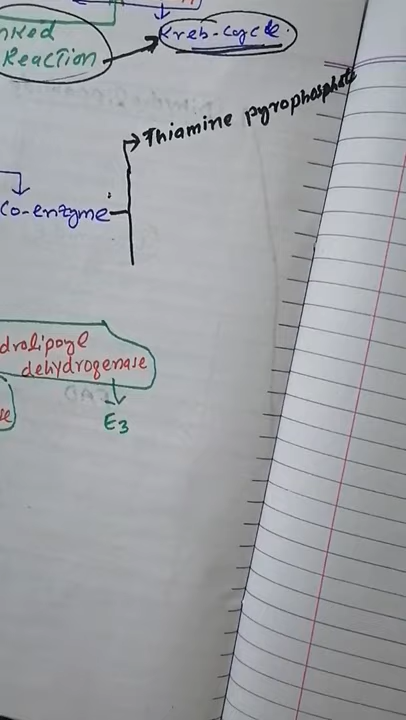 nked
Reaction
Kreb-Cycle.
Thiamine pyrophosphate
Co-enzyme
drolipoyl
dehydrogenase
E3